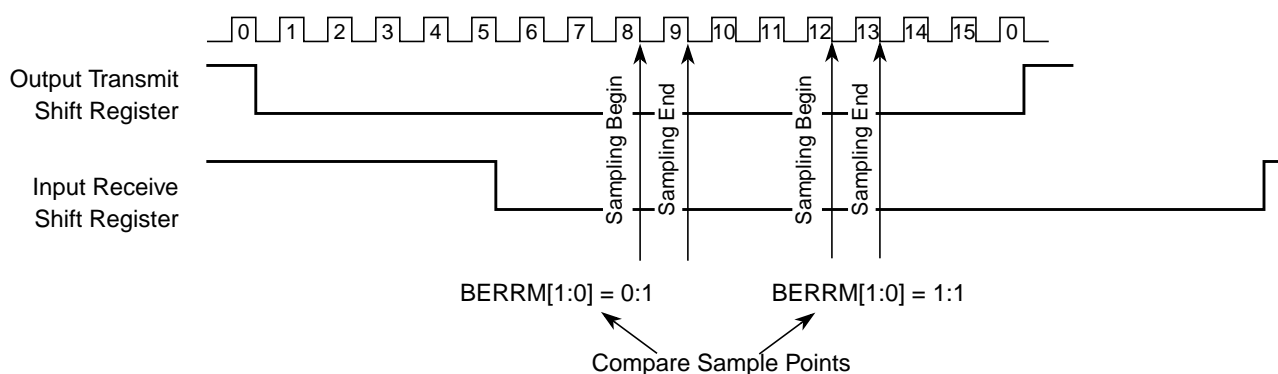 0 1 2 3 4 5 6 7 8 9 10 11 12 13 14 15 0
Output Transmit
Shift Register
Input Receive
Shift Register
Sampling Begin
Sampling End
Sampling Begin
Sampling End
BERRM[1:0] = 0:1
BERRM[1:0] = 1:1
Compare Sample Points